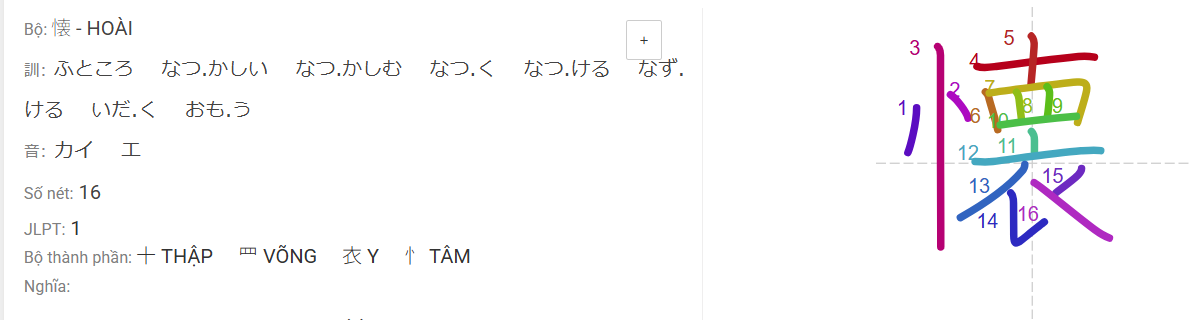 Bộ: 懐 - HOÀI
+
訓: ふところ なつ.かしい なつ.かしむ なつ.く なつ.ける なず.
ける いだ.く おも.う
音: カイ エ
Số nét: 16
JLPT: 1
Bộ thành phần: 十 THẬP 罒 VÕNG 衣 Y 忄 TÂM
Nghĩa:
懐
1
2
3
4
5
6
7
8
9
10
11
12
13
14
15
16